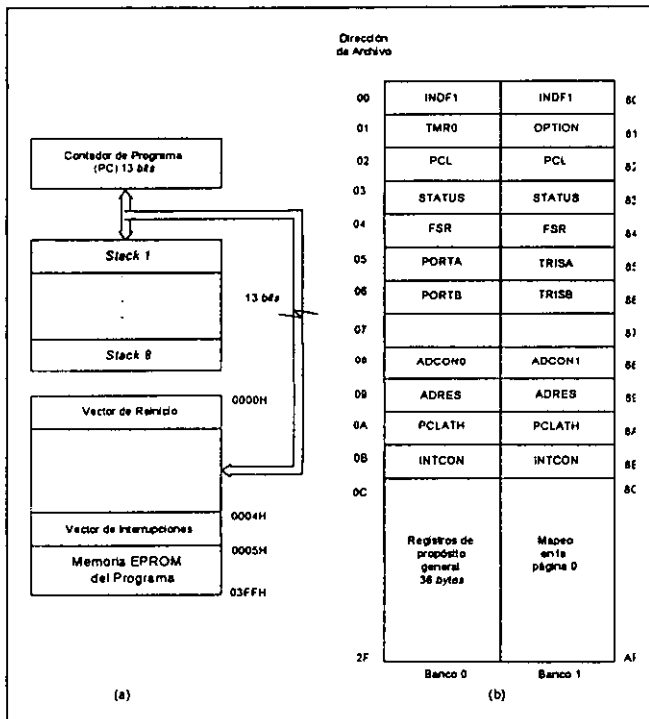 Contador de Programa
(PC) 13 bits
Stack 1
.
.
Stack 8
13 bits
Vector de Reinicio
0000H
Vector de Interrupciones
0004H
0005H
Memoria EPROM
del Programa
03FFH
(a)
Dirección
de Archivo
00 INDF1 INDF1
01 TMR0 OPTION
02 PCL PCL
03 STATUS STATUS
04 FSR FSR
05 PORTA TRISA
06 PORTB TRISB
07
08 ADCON0 ADCON1
09 ADRES ADRES
0A PCLATH PCLATH
0B INTCON INTCON
0C
Registros de
propósito
general
36 bytes
Mapeo
en la
página 0
2F
Banco 0 Banco 1
(b)